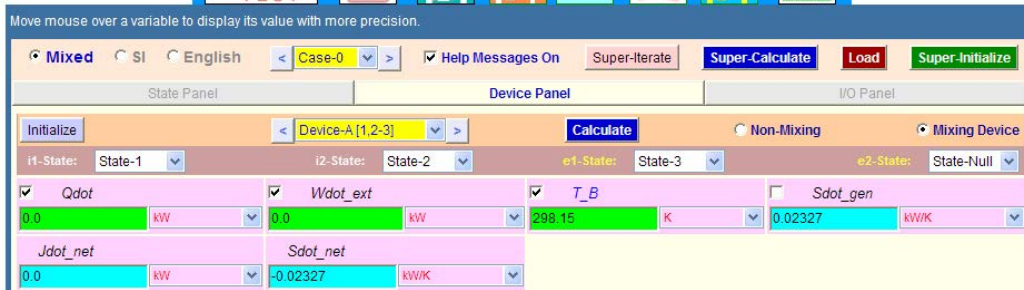 Move mouse over a variable to display its value with more precision.
Mixed SI English < Case-0 > Help Messages On Super-Iterate Super-Calculate Load Super-Initialize
State Panel Device Panel I/O Panel
Initialize < Device-A [1,2-3] > Calculate Non-Mixing Mixing Device
i1-State: State-1 i2-State: State-2 e1-State: State-3 e2-State: State-Null
Qdot Wdot_ext T_B Sdot_gen
0.0 kW 0.0 kW 298.15 K 0.02327 kW/K
Jdot_net Sdot_net
0.0 kW -0.02327 kW/K